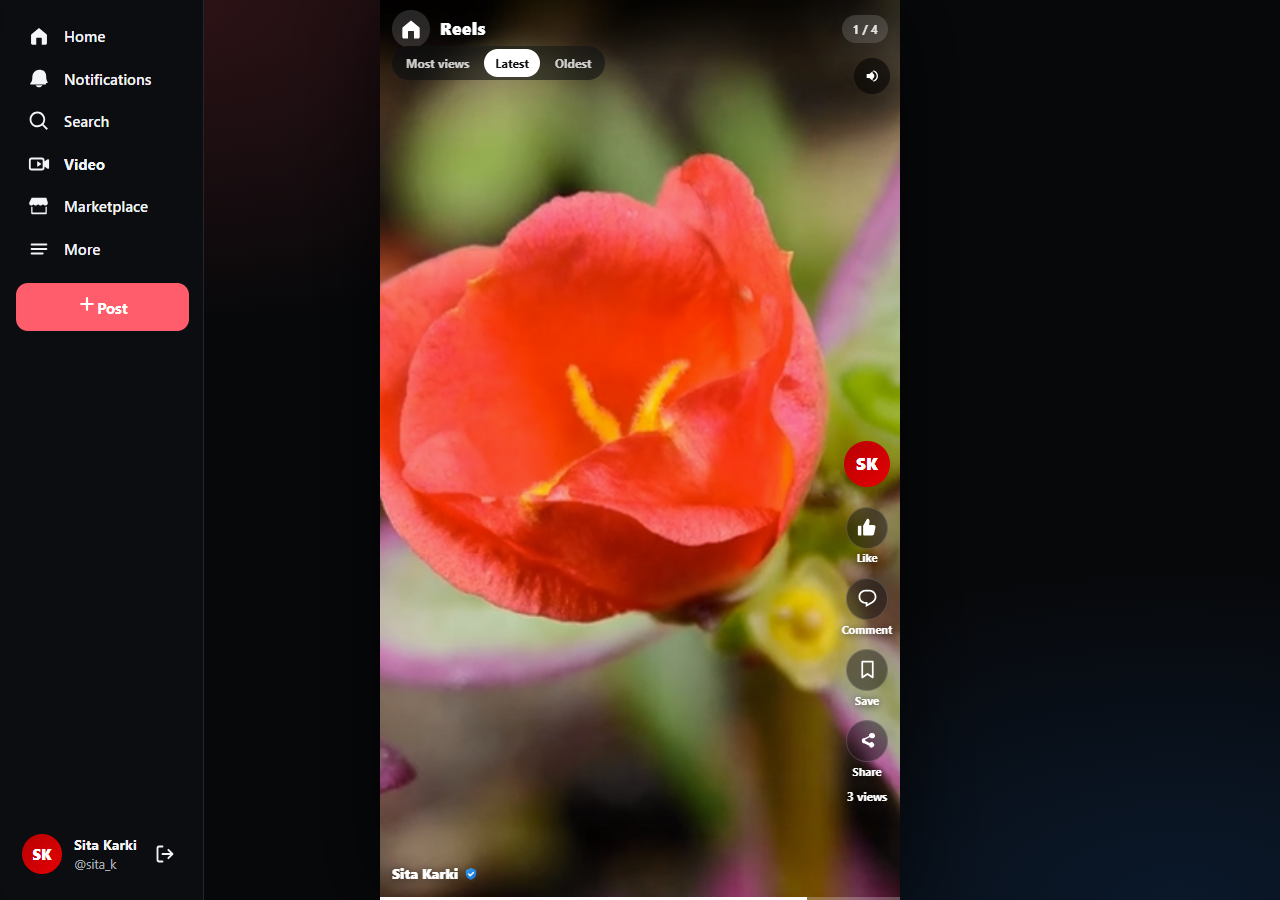 Home
Notifications
Search
Video
Marketplace
More
Post
Sita Karki
@sita_k
SK
Reels
1 / 4
Most views
Latest
Oldest
SK
Like
Comment
Save
Share
3 views
Sita Karki